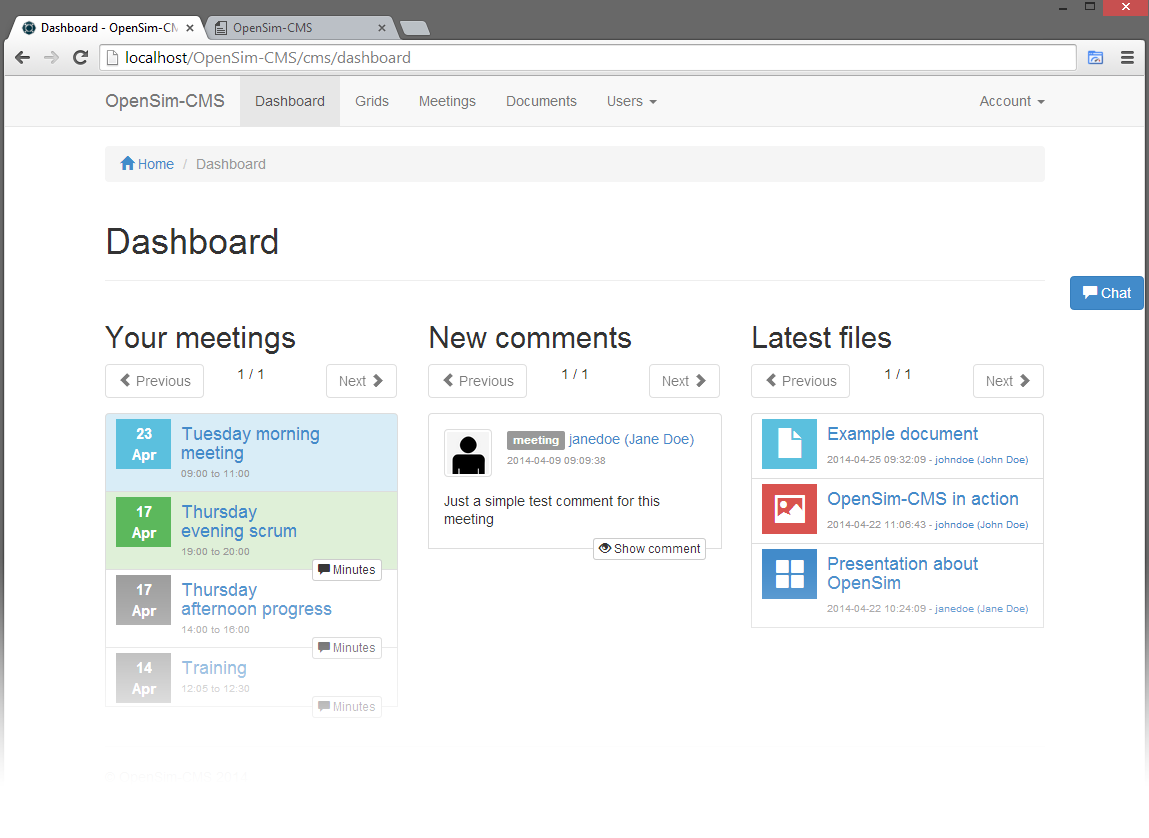 Dashboard - OpenSim-CM
OpenSim-CMS
localhost/OpenSim-CMS/cms/dashboard
OpenSim-CMS Dashboard Grids Meetings Documents Users Account
Home / Dashboard
Dashboard
Chat
Your meetings
Previous 1 / 1 Next
23 Apr
Tuesday morning
meeting
09:00 to 11:00
17 Apr
Thursday
evening scrum
19:00 to 20:00
Minutes
17 Apr
Thursday
afternoon progress
14:00 to 16:00
Minutes
14 Apr
Training
12:05 to 12:30
Minutes
New comments
Previous 1 / 1 Next
meeting janedoe (Jane Doe)
2014-04-09 09:09:38
Just a simple test comment for this
meeting
Show comment
Latest files
Previous 1 / 1 Next
Example document
2014-04-25 09:32:09 - johndoe (John Doe)
OpenSim-CMS in action
2014-04-22 11:06:43 - johndoe (John Doe)
Presentation about
OpenSim
2014-04-22 10:24:09 - janedoe (Jane Doe)